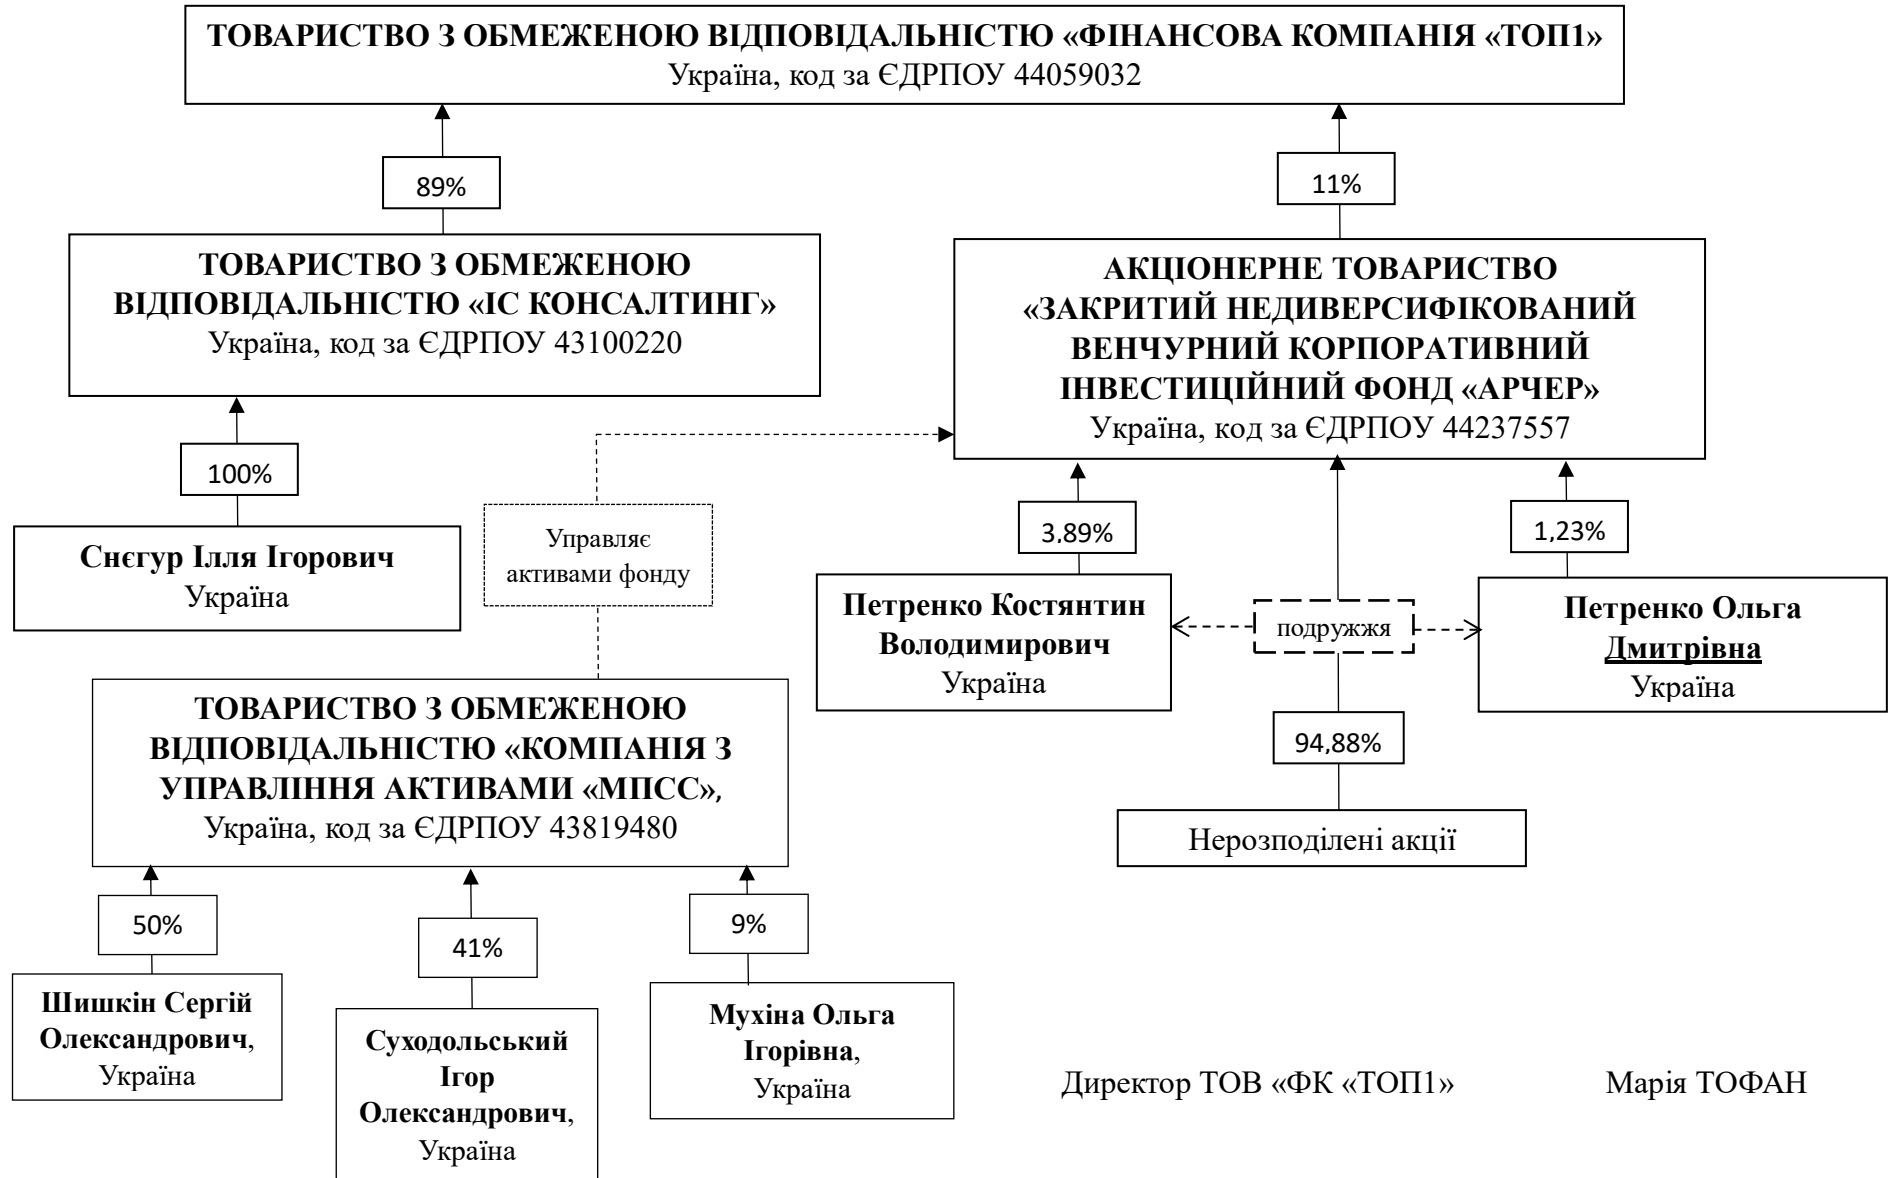 ТОВАРИСТВО З ОБМЕЖЕНОЮ ВІДПОВІДАЛЬНІСТЮ «ФІНАНСОВА КОМПАНІЯ «ТОП1»
Україна, код за ЄДРПОУ 44059032
89%
11%
ТОВАРИСТВО З ОБМЕЖЕНОЮ
ВІДПОВІДАЛЬНІСТЮ «ІС КОНСАЛТИНГ»
Україна, код за ЄДРПОУ 43100220
АКЦІОНЕРНЕ ТОВАРИСТВО
«ЗАКРИТИЙ НЕДИВЕРСИФІКОВАНИЙ
ВЕНЧУРНИЙ КОРПОРАТИВНИЙ
ІНВЕСТИЦІЙНИЙ ФОНД «АРЧЕР»
Україна, код за ЄДРПОУ 44237557
100%
Снєгур Ілля Ігорович
Україна
Управляє
активами фонду
3,89%
1,23%
Петренко Костянтин
Володимирович
Україна
подружжя
Петренко Ольга
Дмитрівна
Україна
94,88%
Нерозподілені акції
ТОВАРИСТВО З ОБМЕЖЕНОЮ
ВІДПОВІДАЛЬНІСТЮ «КОМПАНІЯ З
УПРАВЛІННЯ АКТИВАМИ «МПСС»,
Україна, код за ЄДРПОУ 43819480
50%
41%
9%
Шишкін Сергій
Олександрович,
Україна
Суходольський
Ігор
Олександрович,
Україна
Мухіна Ольга
Ігорівна,
Україна
Директор ТОВ «ФК «ТОП1» Марія ТОФАН